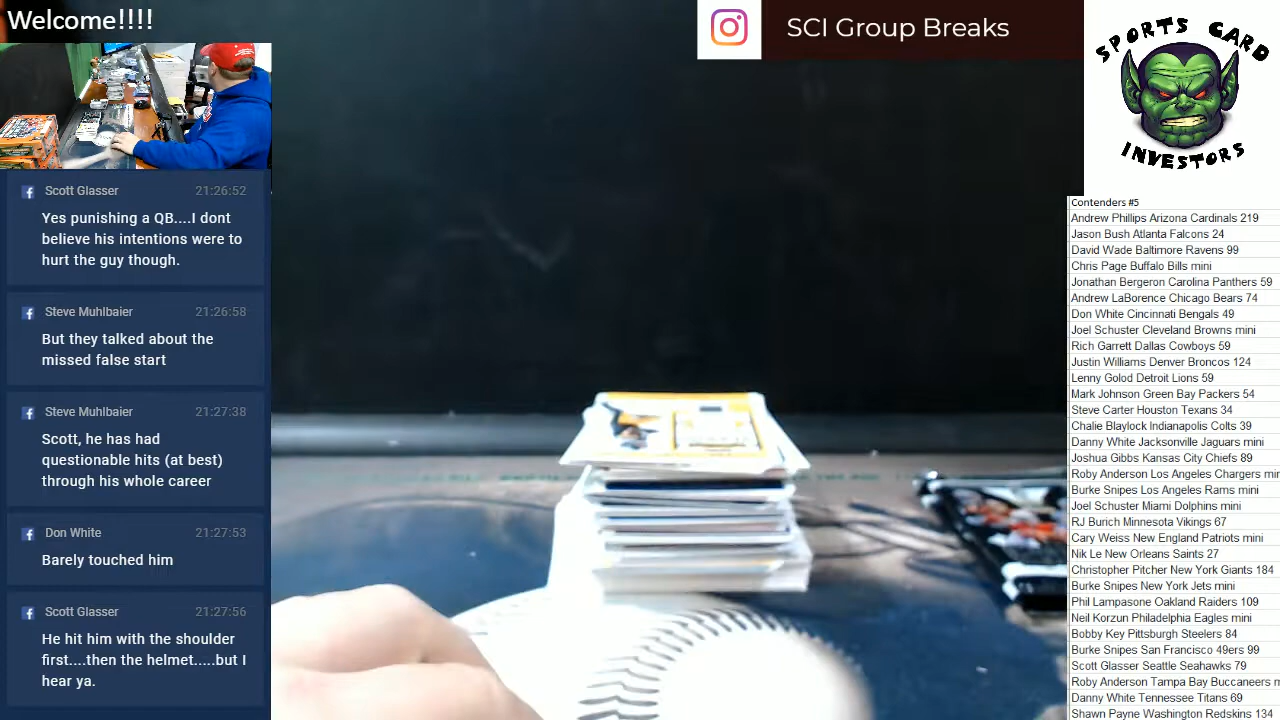 Welcome!!!!
SCI Group Breaks
SPORTS CARD
INVESTORS
Scott Glasser 21:26:52
Yes punishing a QB....I dont
believe his intentions were to
hurt the guy though.
Steve Muhlbaier 21:26:58
But they talked about the
missed false start
Steve Muhlbaier 21:27:38
Scott, he has had
questionable hits (at best)
through his whole career
Don White 21:27:53
Barely touched him
Scott Glasser 21:27:56
He hit him with the shoulder
first....then the helmet.....but I
hear ya.
Contenders #5
Andrew Phillips Arizona Cardinals 219
Jason Bush Atlanta Falcons 24
David Wade Baltimore Ravens 99
Chris Page Buffalo Bills mini
Jonathan Bergeron Carolina Panthers 59
Andrew LaBorence Chicago Bears 74
Don White Cincinnati Bengals 49
Joel Schuster Cleveland Browns mini
Rich Garrett Dallas Cowboys 59
Justin Williams Denver Broncos 124
Lenny Golod Detroit Lions 59
Mark Johnson Green Bay Packers 54
Steve Carter Houston Texans 34
Chalie Blaylock Indianapolis Colts 39
Danny White Jacksonville Jaguars mini
Joshua Gibbs Kansas City Chiefs 89
Roby Anderson Los Angeles Chargers mir
Burke Snipes Los Angeles Rams mini
Joel Schuster Miami Dolphins mini
RJ Burich Minnesota Vikings 67
Cary Weiss New England Patriots mini
Nik Le New Orleans Saints 27
Christopher Pitcher New York Giants 184
Burke Snipes New York Jets mini
Phil Lampasone Oakland Raiders 109
Neil Korzun Philadelphia Eagles mini
Bobby Key Pittsburgh Steelers 84
Burke Snipes San Francisco 49ers 99
Scott Glasser Seattle Seahawks 79
Roby Anderson Tampa Bay Buccaneers m
Danny White Tennessee Titans 69
Shawn Payne Washington Redskins 134